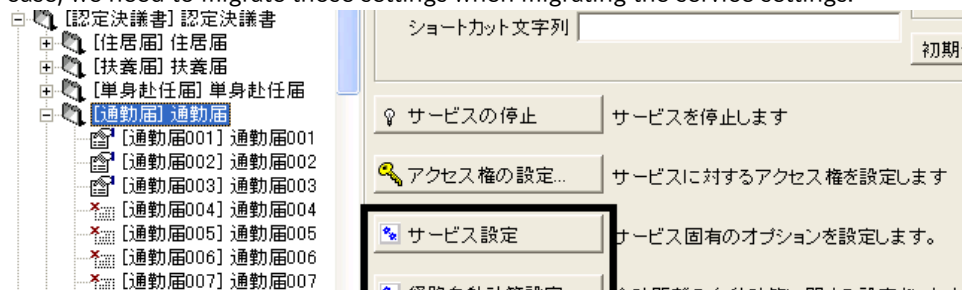 case, we need to migrate these settings when migrating the service settings.
[認定決議書] 認定決議書
[住居届] 住居届
[扶養届] 扶養届
[単身赴任届] 単身赴任届
[通勤届] 通勤届
[通勤届001] 通勤届001
[通勤届002] 通勤届002
[通勤届003] 通勤届003
[通勤届004] 通勤届004
[通勤届005] 通勤届005
[通勤届006] 通勤届006
[通勤届007] 通勤届007
ショートカット文字列
初期
サービスの停止 サービスを停止します
アクセス権の設定... サービスに対するアクセス権を設定します
サービス設定 サービス固有のオプションを設定します。